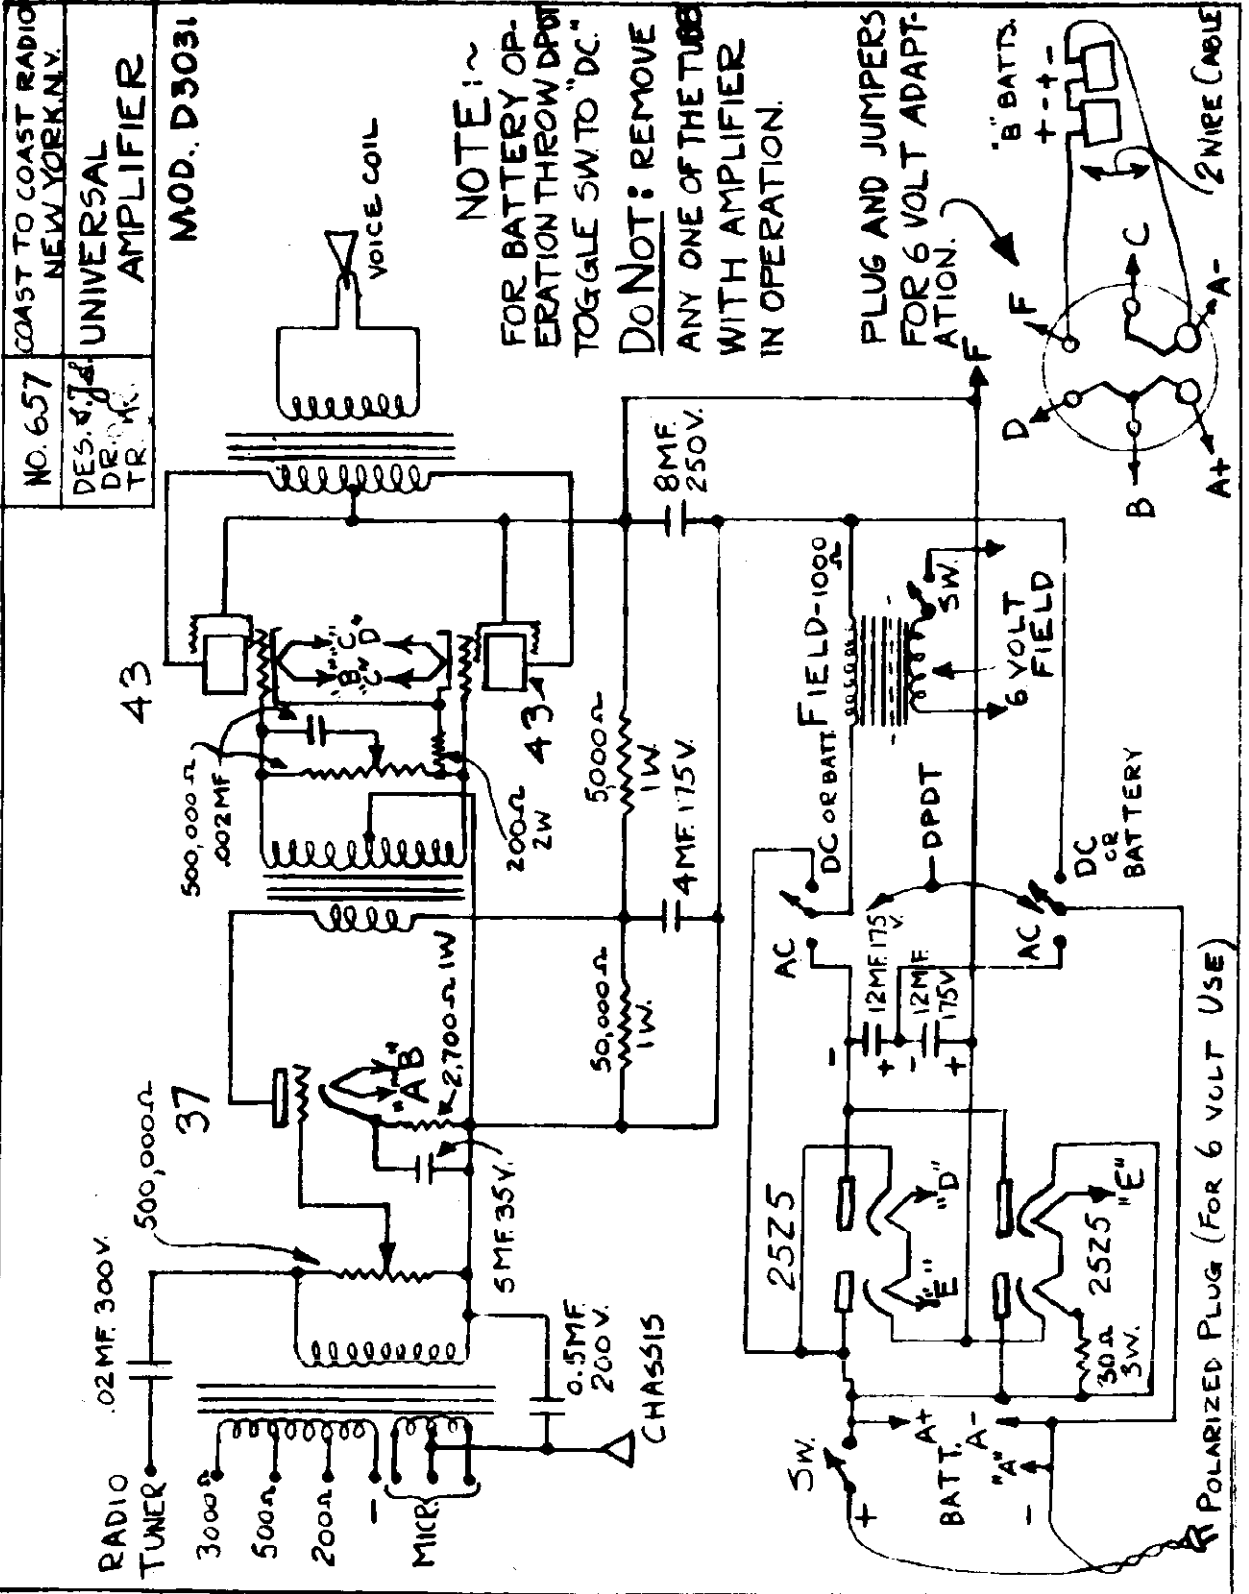 NO. 657
COAST TO COAST RADIO
NEW YORK N.Y.
DES.
DR.
TR.
UNIVERSAL
AMPLIFIER
MOD. D3031
NOTE:~
FOR BATTERY OP-
ERATION THROW DPDT
TOGGLE SW. TO "DC."
DO NOT: REMOVE
ANY ONE OF THE TUBES
WITH AMPLIFIER
IN OPERATION.
PLUG AND JUMPERS
FOR 6 VOLT ADAPT-
ATION.
"B" BATTS.
+ - + -
2 WIRE CABLE
F
D
C
B
A+
A-
VOICE COIL
43
43
"B" "C"
"C" "D"
500,000Ω
.002MF
200Ω
2W
8MF.
250V.
5,000Ω
1W.
4MF. 175V.
50,000Ω
1W.
37
"A" "B"
2,700Ω 1W
5MF. 35V.
500,000Ω
.02MF. 300V.
RADIO
TUNER
3000Ω
500Ω
200Ω
-
MICR.
0.5MF.
200V.
CHASSIS
F
FIELD-1000Ω
SW.
6 VOLT
FIELD
DC OR BATT.
AC
DPDT
12MF. 175V.
12MF.
175V
-
+
-
+
AC
DC
OR
BATTERY
25Z5
"E"
"D"
25Z5
"E"
30Ω
3W.
SW.
+
A+
BATT.
A-
"A"
-
POLARIZED PLUG (FOR 6 VOLT USE)